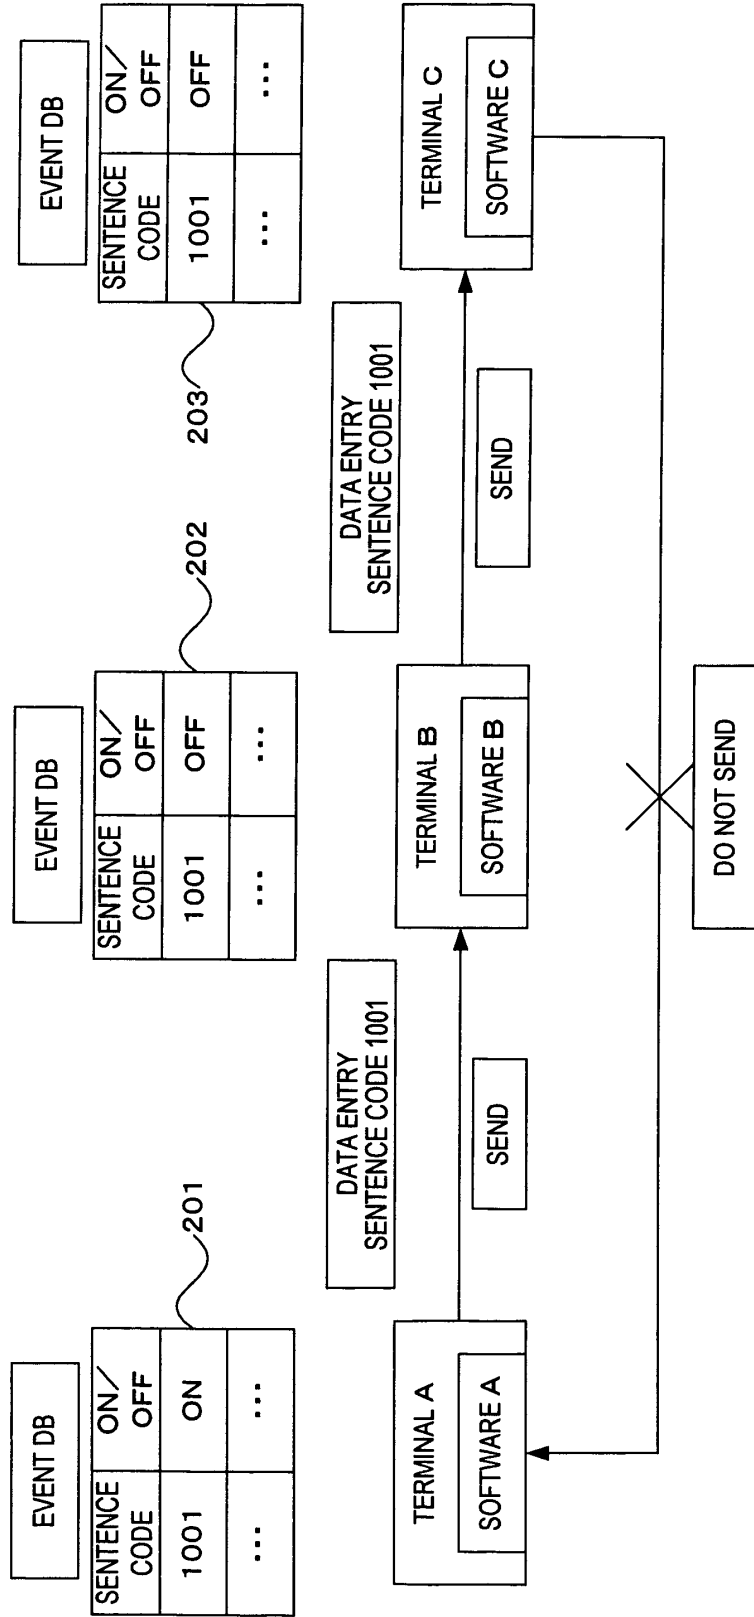 EVENT DB
SENTENCE CODE
ON/ OFF
1001
ON
...
...
201
EVENT DB
SENTENCE CODE
ON/ OFF
1001
OFF
...
...
202
EVENT DB
SENTENCE CODE
ON/ OFF
1001
OFF
...
...
203
DATA ENTRY
SENTENCE CODE 1001
DATA ENTRY
SENTENCE CODE 1001
TERMINAL A
SOFTWARE A
SEND
TERMINAL B
SOFTWARE B
SEND
TERMINAL C
SOFTWARE C
DO NOT SEND